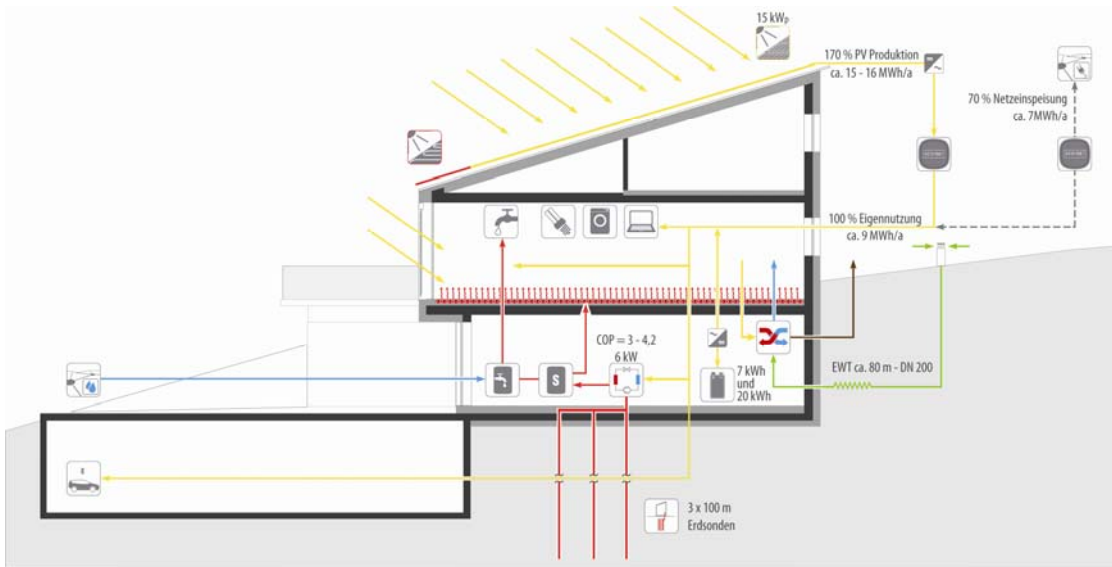 15 kWp
170 % PV Produktion
ca. 15 - 16 MWh/a
70 % Netzeinspeisung
ca. 7MWh/a
100 % Eigennutzung
ca. 9 MWh/a
COP = 3 - 4,2
6 kW
S
7 kWh
und
20 kWh
EWT ca. 80 m - DN 200
3 x 100 m
Erdsonden